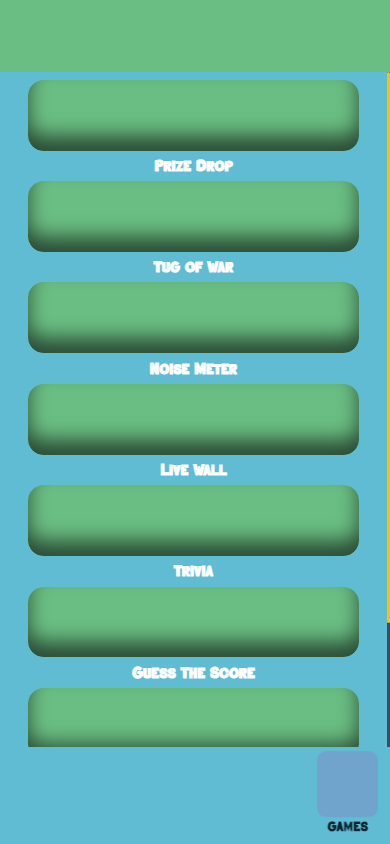 Prize Drop
Tug of War
Noise Meter
Live Wall
Trivia
Guess The Score
GAMES